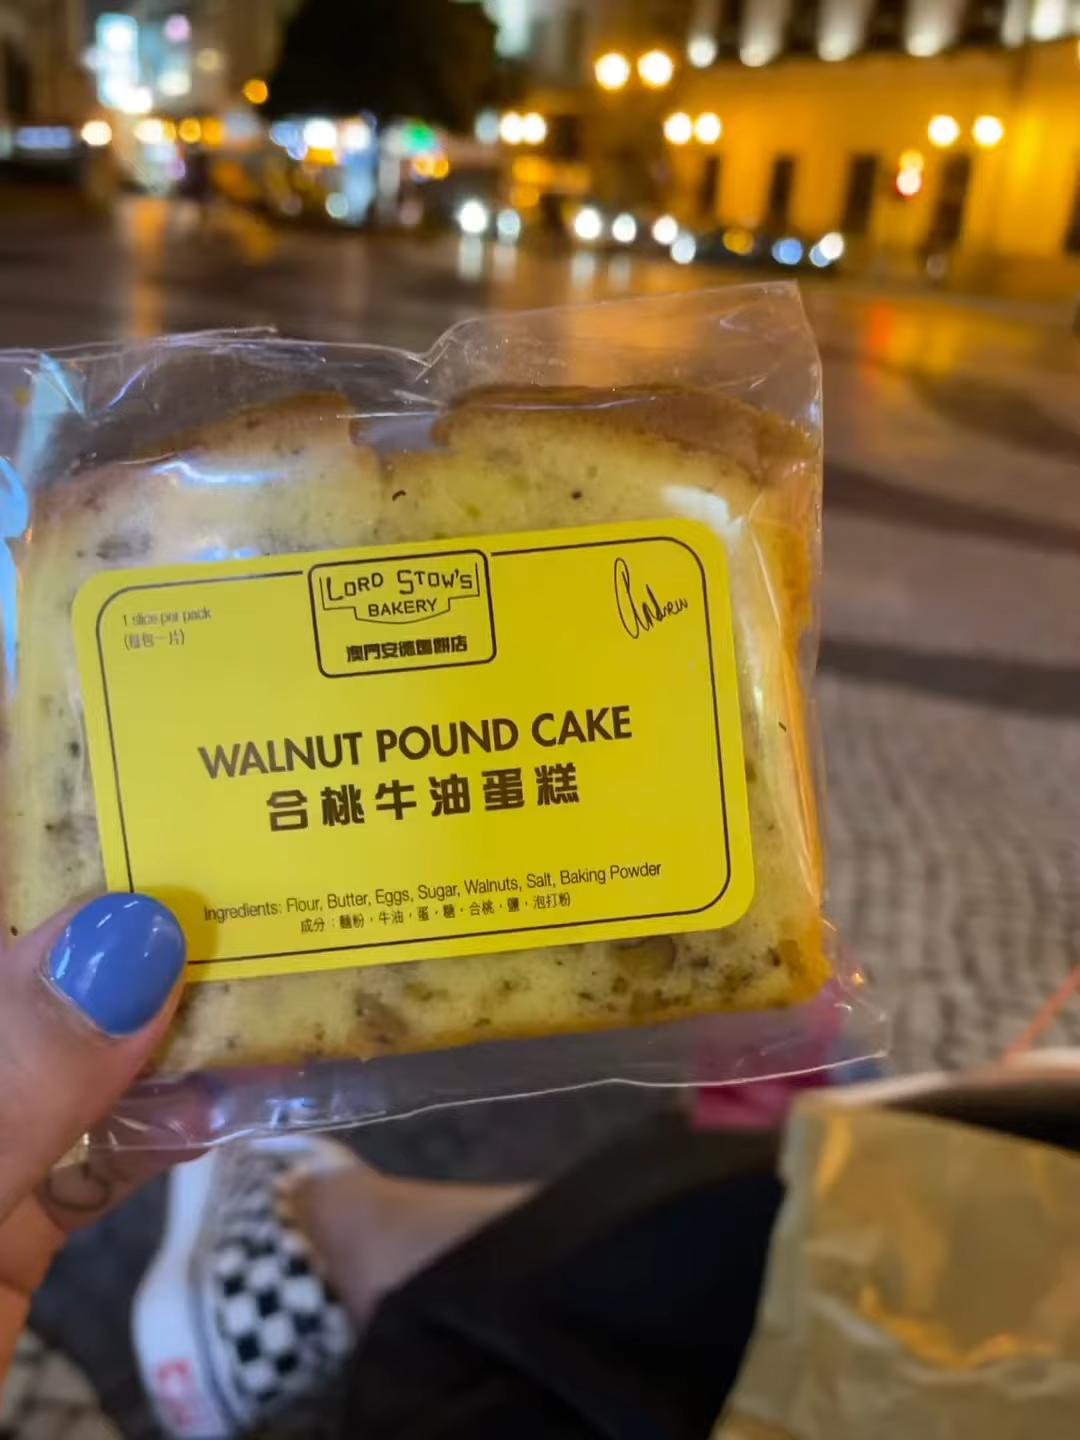 1 slice per pack
(每包一片)
LORD STOW'S
BAKERY
澳門安德魯餅店
Andrew
WALNUT POUND CAKE
合桃牛油蛋糕
Ingredients: Flour, Butter, Eggs, Sugar, Walnuts, Salt, Baking Powder
成分：麵粉，牛油，蛋，糖，合桃，鹽，泡打粉